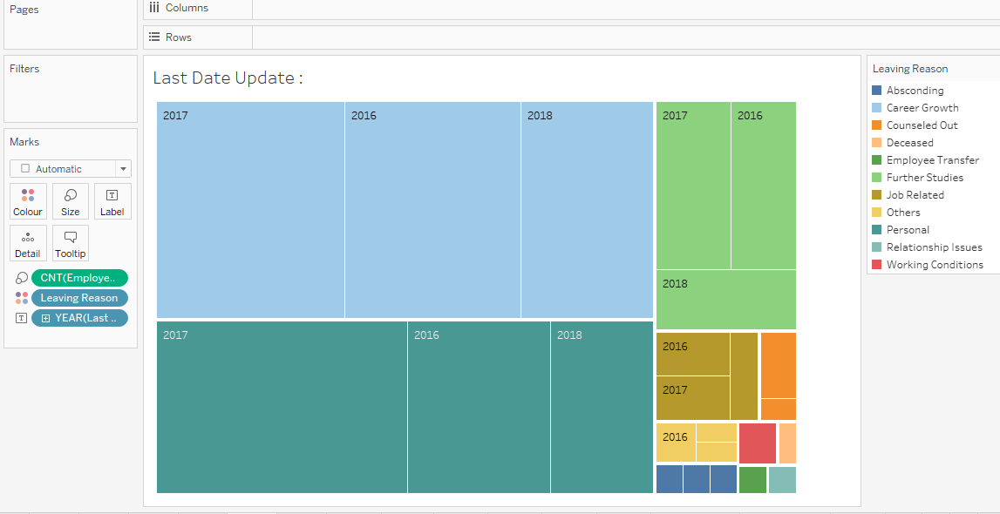 Pages
Columns
Rows
Filters
Marks
Automatic
Colour
Size
Label
Detail
Tooltip
CNT(Employe..
Leaving Reason
YEAR(Last ..
Last Date Update :
2017
2016
2018
2017
2016
2018
2017
2016
2018
2016
2017
2016
Leaving Reason
Absconding
Career Growth
Counseled Out
Deceased
Employee Transfer
Further Studies
Job Related
Others
Personal
Relationship Issues
Working Conditions